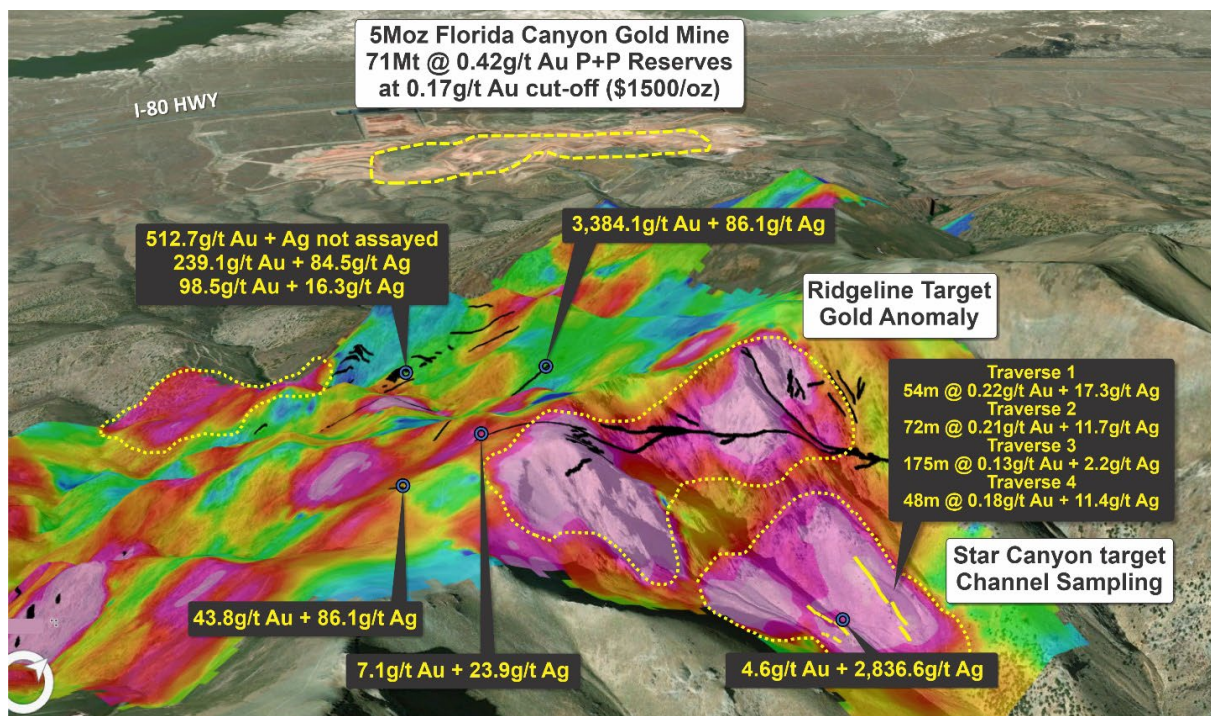 5Moz Florida Canyon Gold Mine
71Mt @ 0.42g/t Au P+P Reserves
at 0.17g/t Au cut-off ($1500/oz)
I-80 HWY
512.7g/t Au + Ag not assayed
239.1g/t Au + 84.5g/t Ag
98.5g/t Au + 16.3g/t Ag
3,384.1g/t Au + 86.1g/t Ag
Ridgeline Target
Gold Anomaly
Traverse 1
54m @ 0.22g/t Au + 17.3g/t Ag
Traverse 2
72m @ 0.21g/t Au + 11.7g/t Ag
Traverse 3
175m @ 0.13g/t Au + 2.2g/t Ag
Traverse 4
48m @ 0.18g/t Au + 11.4g/t Ag
Star Canyon target
Channel Sampling
43.8g/t Au + 86.1g/t Ag
7.1g/t Au + 23.9g/t Ag
4.6g/t Au + 2,836.6g/t Ag